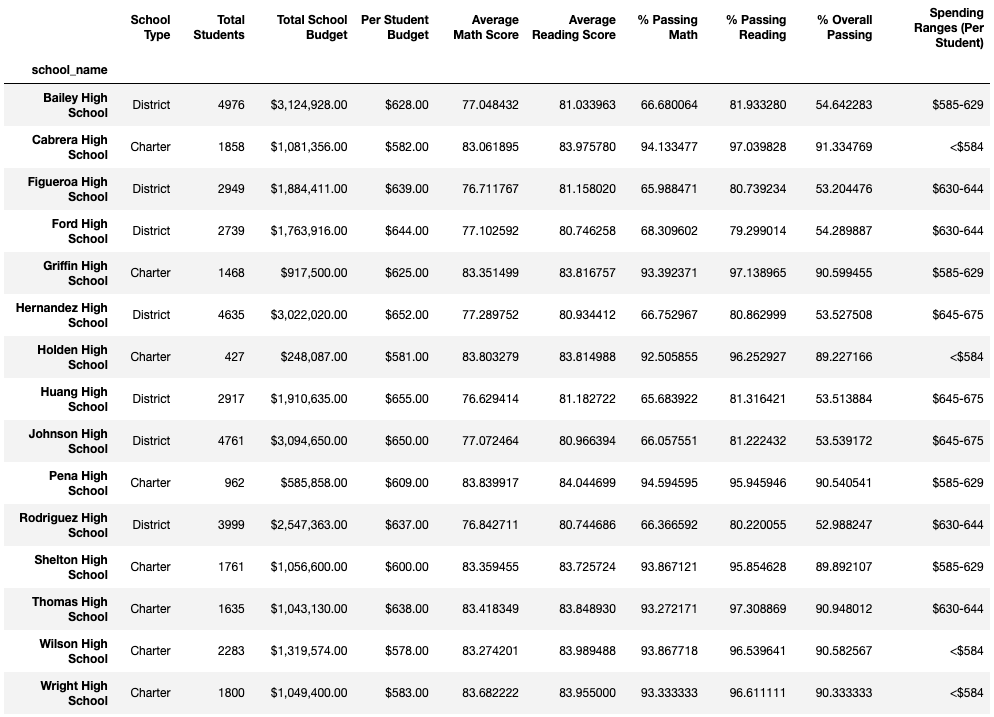 School Type Total Students Total School Budget Per Student Budget Average Math Score Average Reading Score % Passing Math % Passing Reading % Overall Passing Spending Ranges (Per Student)
school_name
Bailey High School District 4976 $3,124,928.00 $628.00 77.048432 81.033963 66.680064 81.933280 54.642283 $585-629
Cabrera High School Charter 1858 $1,081,356.00 $582.00 83.061895 83.975780 94.133477 97.039828 91.334769 <$584
Figueroa High School District 2949 $1,884,411.00 $639.00 76.711767 81.158020 65.988471 80.739234 53.204476 $630-644
Ford High School District 2739 $1,763,916.00 $644.00 77.102592 80.746258 68.309602 79.299014 54.289887 $630-644
Griffin High School Charter 1468 $917,500.00 $625.00 83.351499 83.816757 93.392371 97.138965 90.599455 $585-629
Hernandez High School District 4635 $3,022,020.00 $652.00 77.289752 80.934412 66.752967 80.862999 53.527508 $645-675
Holden High School Charter 427 $248,087.00 $581.00 83.803279 83.814988 92.505855 96.252927 89.227166 <$584
Huang High School District 2917 $1,910,635.00 $655.00 76.629414 81.182722 65.683922 81.316421 53.513884 $645-675
Johnson High School District 4761 $3,094,650.00 $650.00 77.072464 80.966394 66.057551 81.222432 53.539172 $645-675
Pena High School Charter 962 $585,858.00 $609.00 83.839917 84.044699 94.594595 95.945946 90.540541 $585-629
Rodriguez High School District 3999 $2,547,363.00 $637.00 76.842711 80.744686 66.366592 80.220055 52.988247 $630-644
Shelton High School Charter 1761 $1,056,600.00 $600.00 83.359455 83.725724 93.867121 95.854628 89.892107 $585-629
Thomas High School Charter 1635 $1,043,130.00 $638.00 83.418349 83.848930 93.272171 97.308869 90.948012 $630-644
Wilson High School Charter 2283 $1,319,574.00 $578.00 83.274201 83.989488 93.867718 96.539641 90.582567 <$584
Wright High School Charter 1800 $1,049,400.00 $583.00 83.682222 83.955000 93.333333 96.611111 90.333333 <$584